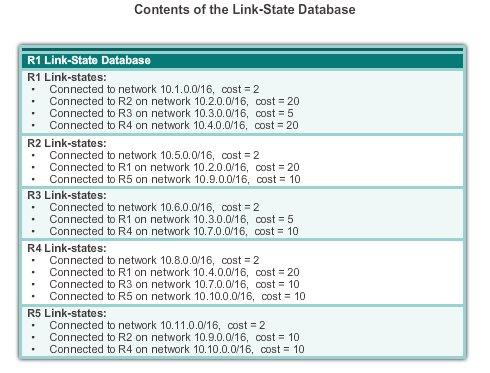 Contents of the Link-State Database
R1 Link-State Database
R1 Link-states:
• Connected to network 10.1.0.0/16, cost = 2
• Connected to R2 on network 10.2.0.0/16, cost = 20
• Connected to R3 on network 10.3.0.0/16, cost = 5
• Connected to R4 on network 10.4.0.0/16, cost = 20
R2 Link-states:
• Connected to network 10.5.0.0/16, cost = 2
• Connected to R1 on network 10.2.0.0/16, cost = 20
• Connected to R5 on network 10.9.0.0/16, cost = 10
R3 Link-states:
• Connected to network 10.6.0.0/16, cost = 2
• Connected to R1 on network 10.3.0.0/16, cost = 5
• Connected to R4 on network 10.7.0.0/16, cost = 10
R4 Link-states:
• Connected to network 10.8.0.0/16, cost = 2
• Connected to R1 on network 10.4.0.0/16, cost = 20
• Connected to R3 on network 10.7.0.0/16, cost = 10
• Connected to R5 on network 10.10.0.0/16, cost = 10
R5 Link-states:
• Connected to network 10.11.0.0/16, cost = 2
• Connected to R2 on network 10.9.0.0/16, cost = 10
• Connected to R4 on network 10.10.0.0/16, cost = 10